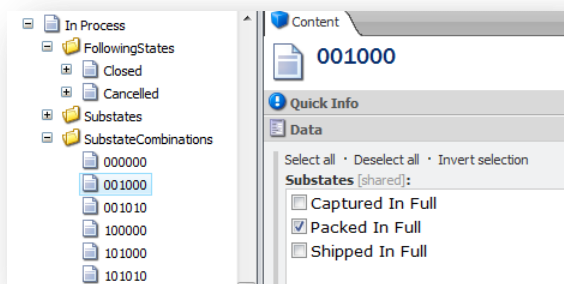 In Process
FollowingStates
Closed
Cancelled
Substates
SubstateCombinations
000000
001000
001010
100000
101000
101010
Content
001000
Quick Info
Data
Select all · Deselect all · Invert selection
Substates [shared]:
Captured In Full
Packed In Full
Shipped In Full